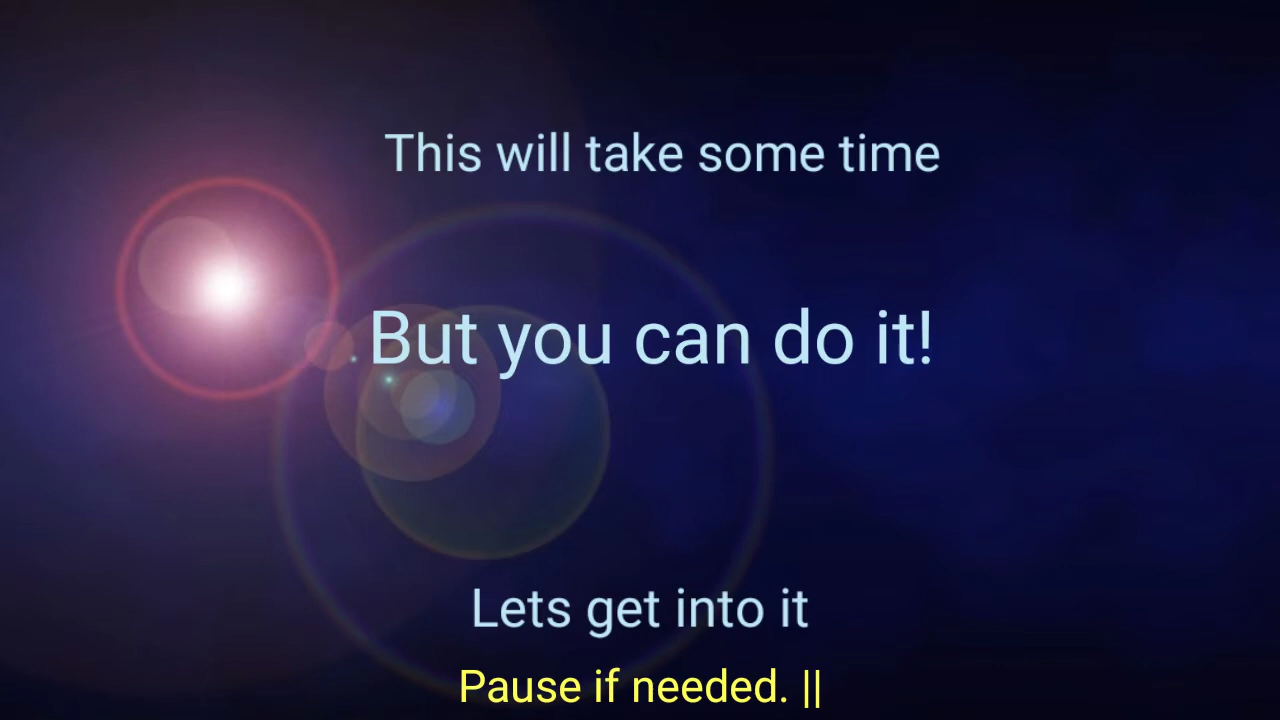 This will take some time
But you can do it!
Lets get into it
Pause if needed. ||